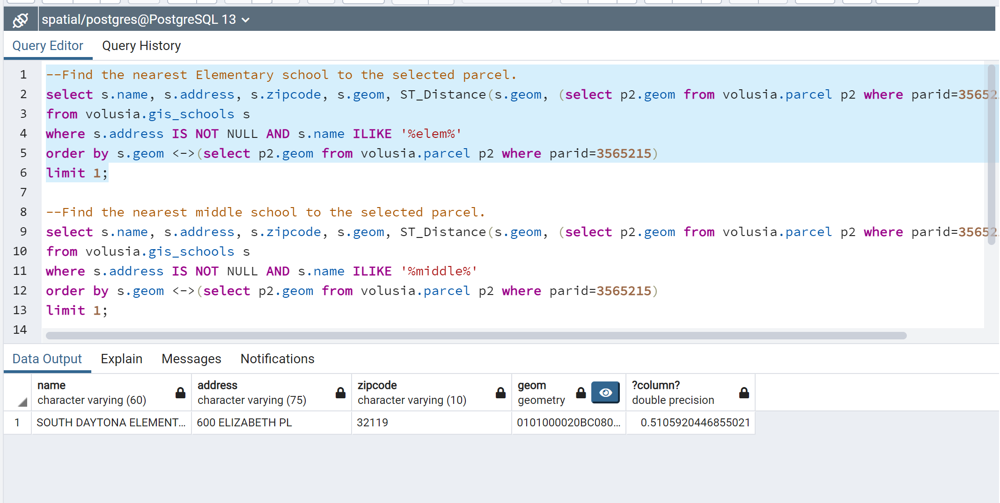 spatial/postgres@PostgreSQL 13
Query Editor Query History
1 --Find the nearest Elementary school to the selected parcel.
2 select s.name, s.address, s.zipcode, s.geom, ST_Distance(s.geom, (select p2.geom from volusia.parcel p2 where parid=35652
3 from volusia.gis_schools s
4 where s.address IS NOT NULL AND s.name ILIKE '%elem%'
5 order by s.geom <->(select p2.geom from volusia.parcel p2 where parid=3565215)
6 limit 1;
7
8 --Find the nearest middle school to the selected parcel.
9 select s.name, s.address, s.zipcode, s.geom, ST_Distance(s.geom, (select p2.geom from volusia.parcel p2 where parid=35652
10 from volusia.gis_schools s
11 where s.address IS NOT NULL AND s.name ILIKE '%middle%'
12 order by s.geom <->(select p2.geom from volusia.parcel p2 where parid=3565215)
13 limit 1;
14
Data Output Explain Messages Notifications
name address zipcode geom ?column?
character varying (60) character varying (75) character varying (10) geometry double precision
1 SOUTH DAYTONA ELEMENT... 600 ELIZABETH PL 32119 0101000020BC080... 0.5105920446855021